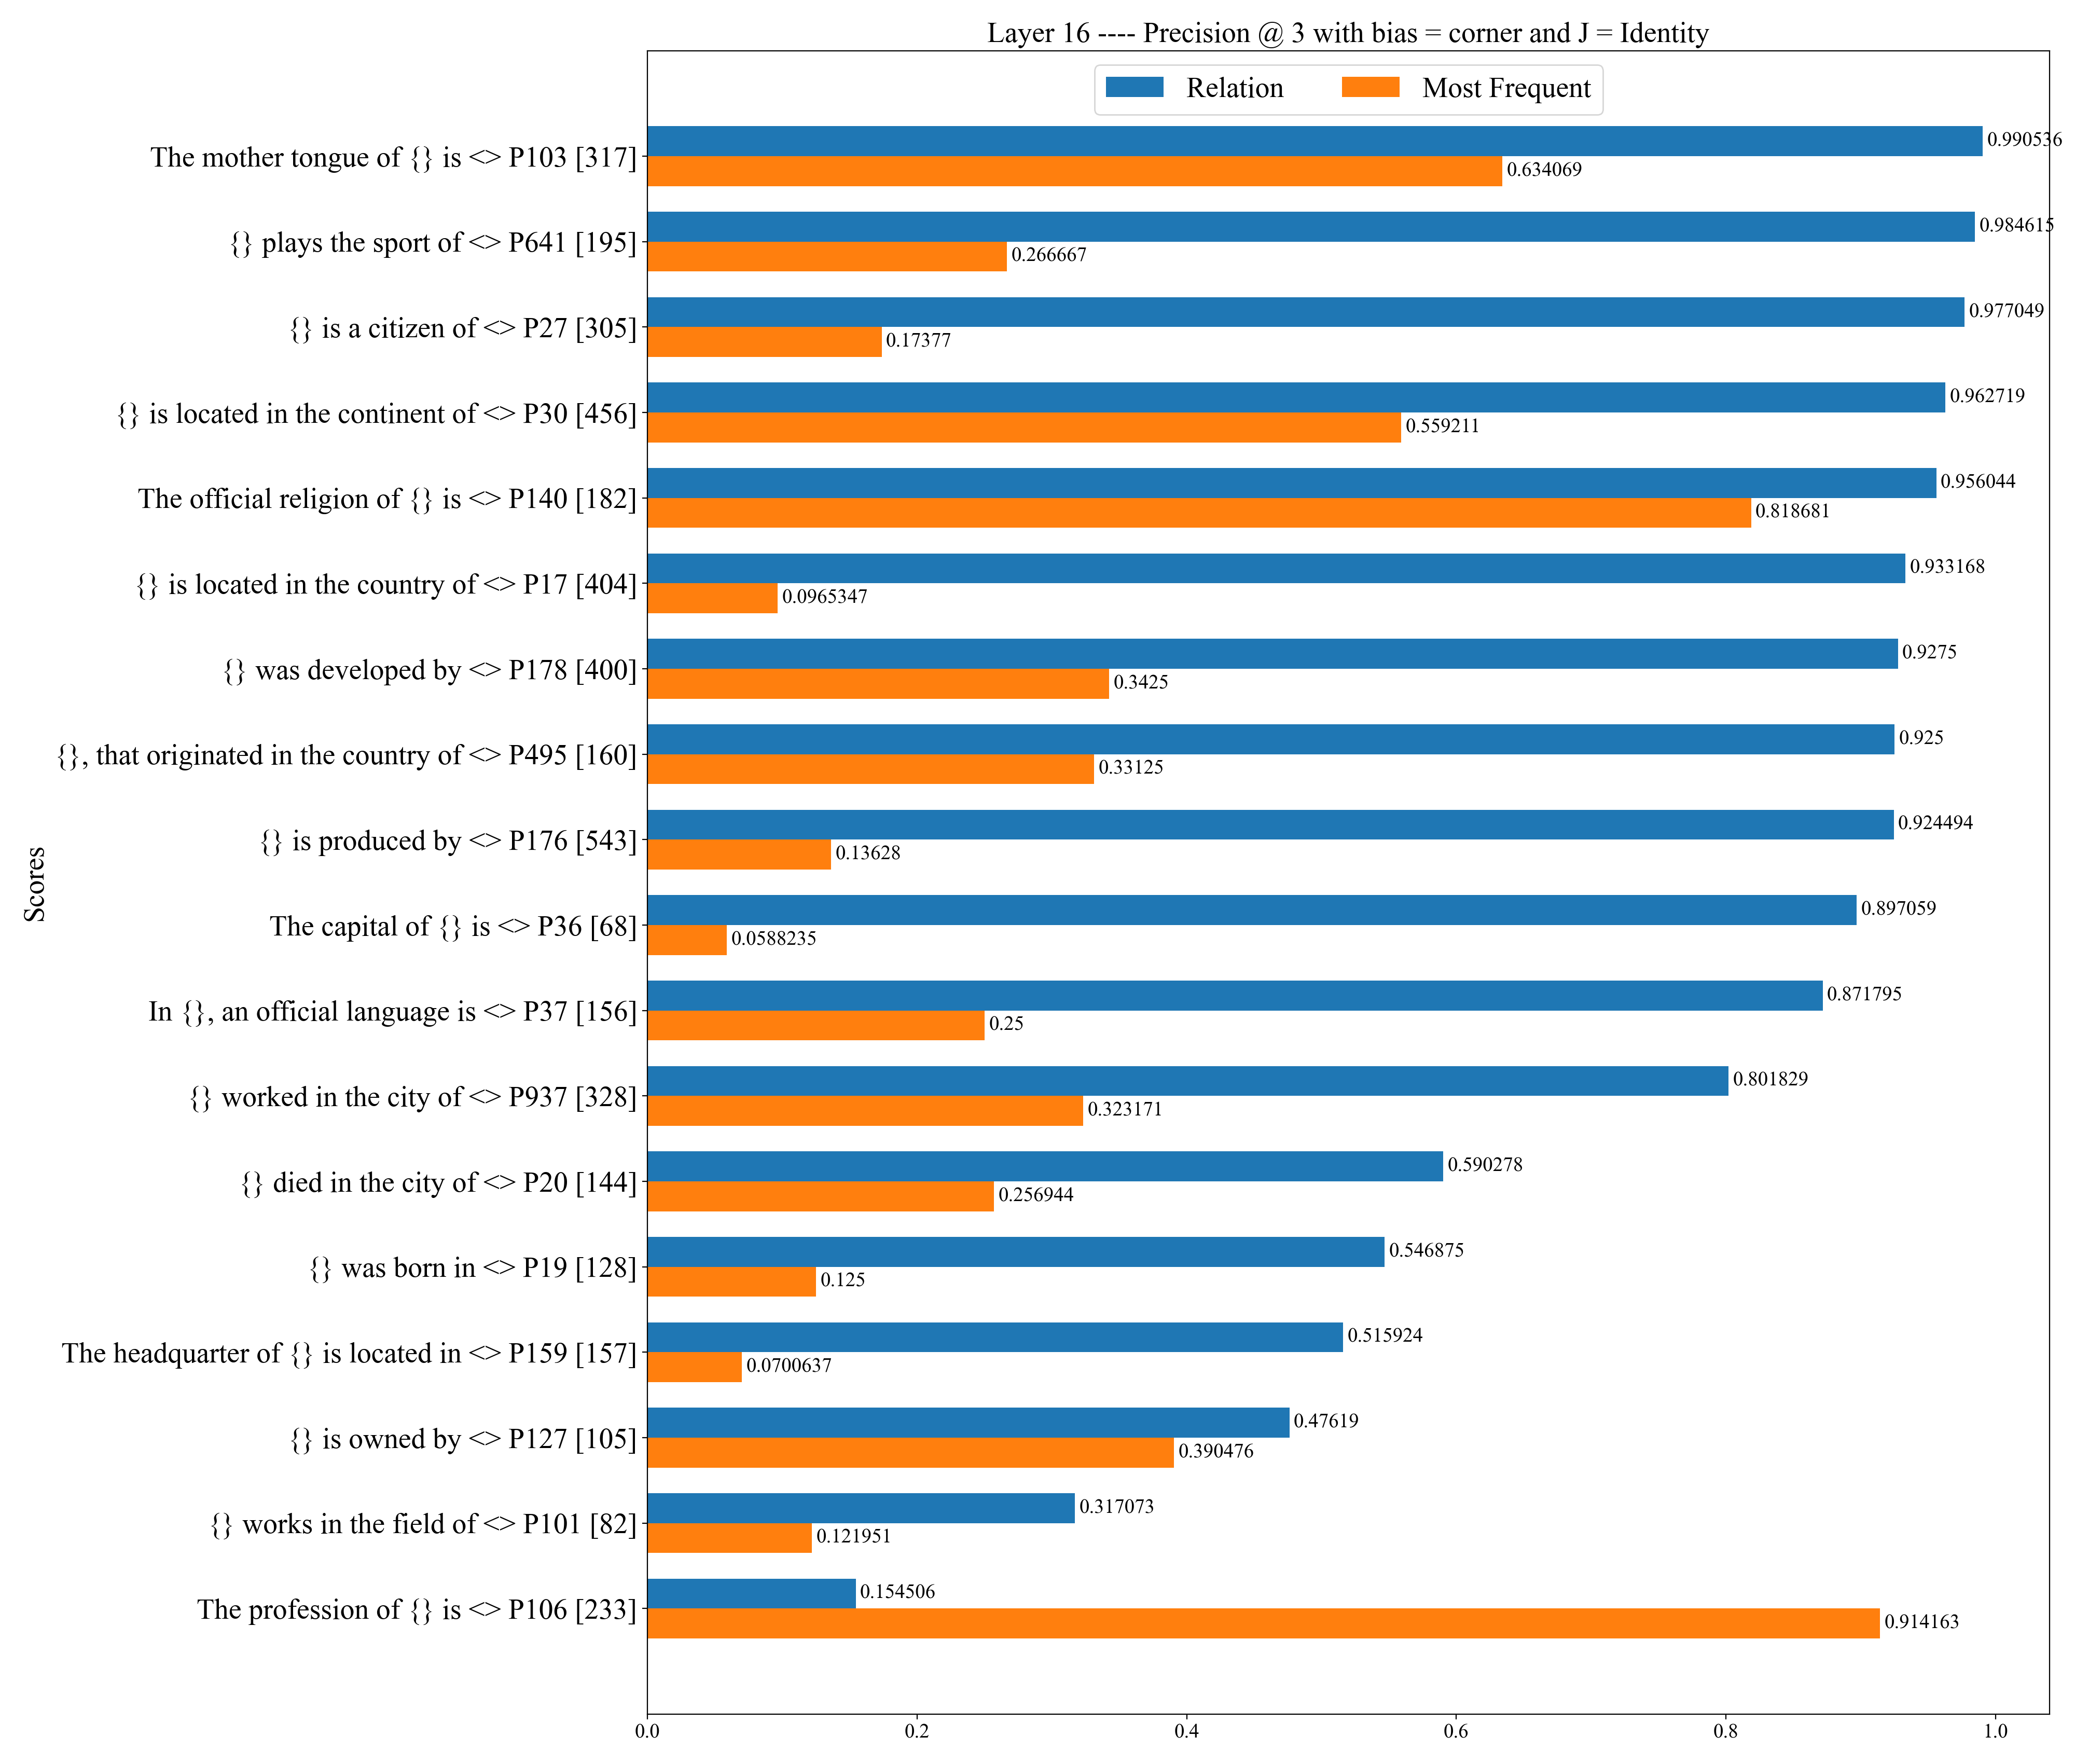 Layer 16 ---- Precision @ 3 with bias = corner and J = Identity
Relation Most Frequent
The mother tongue of {} is <> P103 [317] 0.990536
0.634069
{} plays the sport of <> P641 [195] 0.984615
0.266667
{} is a citizen of <> P27 [305] 0.977049
0.17377
{} is located in the continent of <> P30 [456] 0.962719
0.559211
The official religion of {} is <> P140 [182] 0.956044
0.818681
{} is located in the country of <> P17 [404] 0.933168
0.0965347
{} was developed by <> P178 [400] 0.9275
0.3425
{}, that originated in the country of <> P495 [160] 0.925
0.33125
{} is produced by <> P176 [543] 0.924494
0.13628
The capital of {} is <> P36 [68] 0.897059
0.0588235
In {}, an official language is <> P37 [156] 0.871795
0.25
{} worked in the city of <> P937 [328] 0.801829
0.323171
{} died in the city of <> P20 [144] 0.590278
0.256944
{} was born in <> P19 [128] 0.546875
0.125
The headquarter of {} is located in <> P159 [157] 0.515924
0.0700637
{} is owned by <> P127 [105] 0.47619
0.390476
{} works in the field of <> P101 [82] 0.317073
0.121951
The profession of {} is <> P106 [233] 0.154506
0.914163
Scores
0.0 0.2 0.4 0.6 0.8 1.0